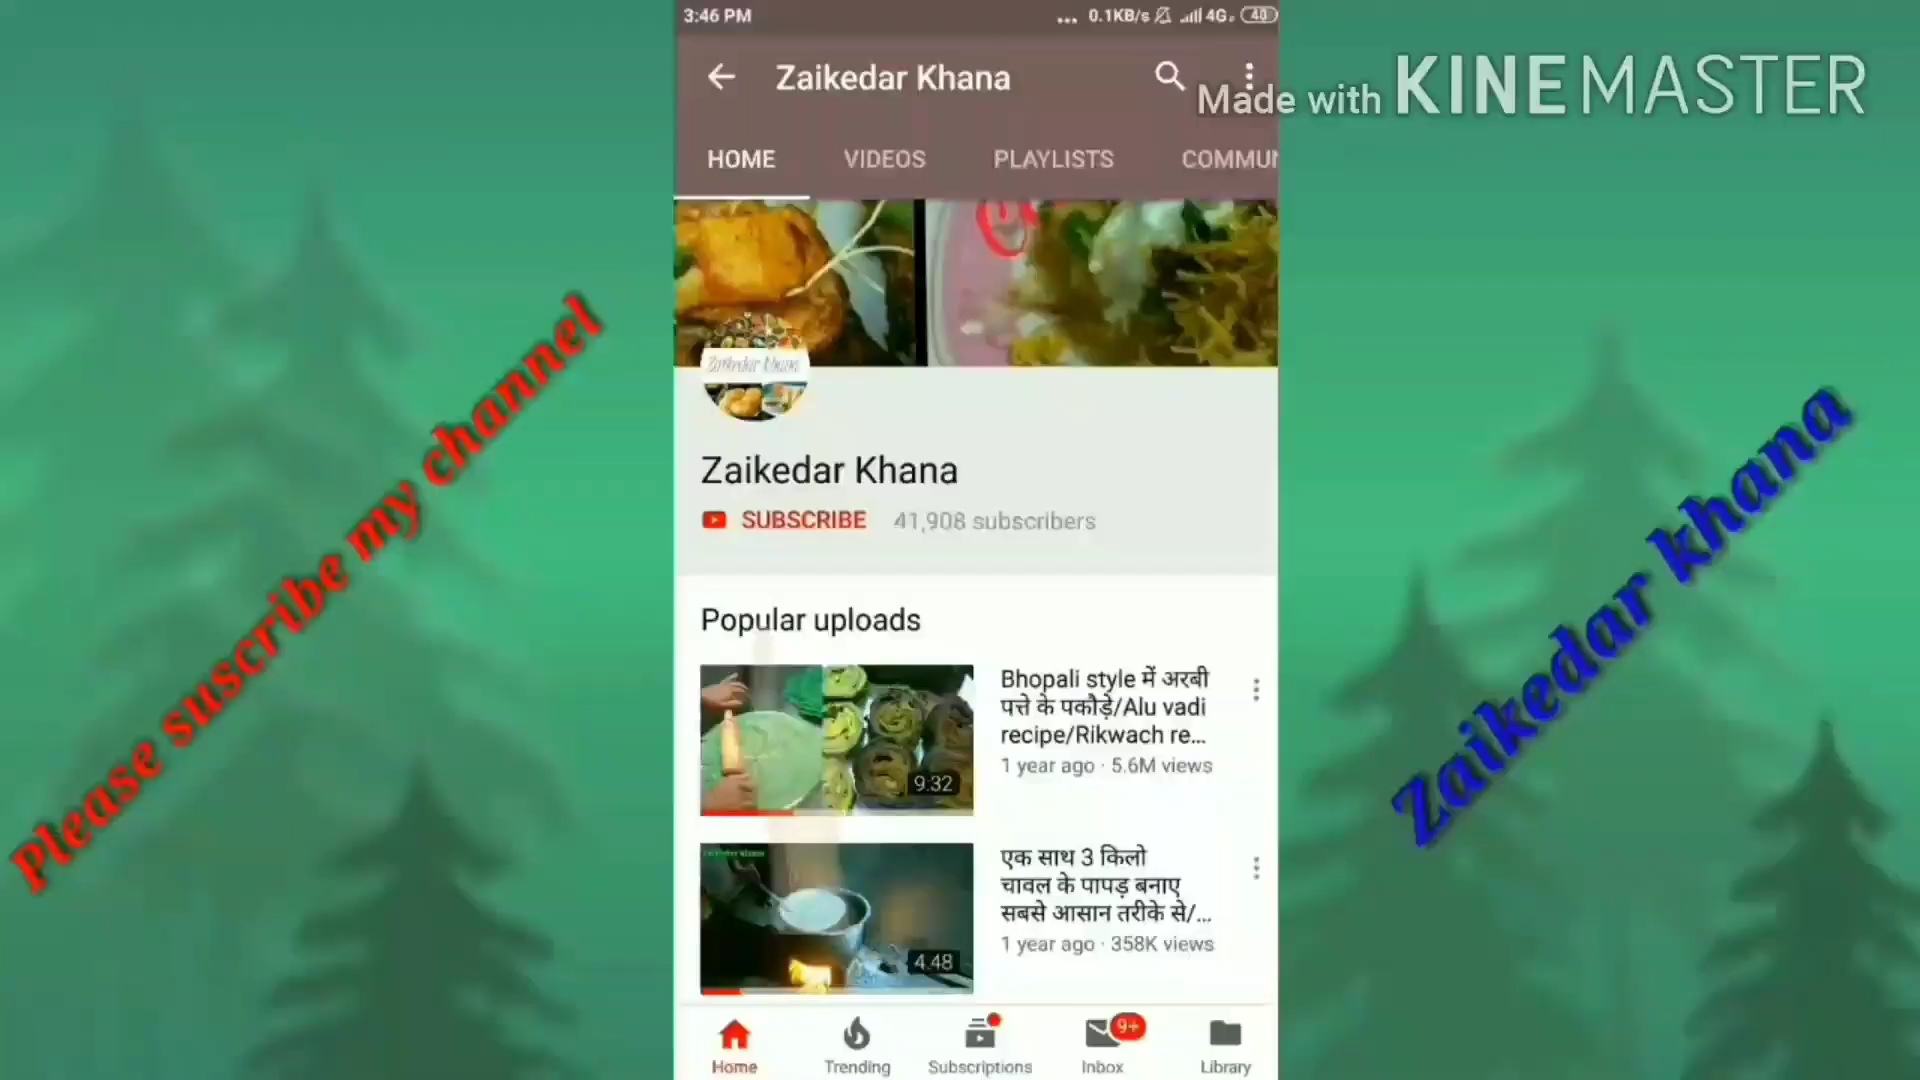 3:46 PM
... 0.1KB/s 4G 40
Zaikedar Khana
Made with KINEMASTER
HOME VIDEOS PLAYLISTS COMMUN
Zaikedar khana
Zaikedar Khana
SUBSCRIBE 41,908 subscribers
Please suscribe my channel
Zaikedar khana
Popular uploads
Bhopali style में अरबी
पत्ते के पकौड़े/Alu vadi
recipe/Rikwach re...
1 year ago · 5.6M views
9:32
एक साथ 3 किलो
चावल के पापड़ बनाए
सबसे आसान तरीके से/...
1 year ago · 358K views
4:48
Home Trending Subscriptions Inbox 9+ Library